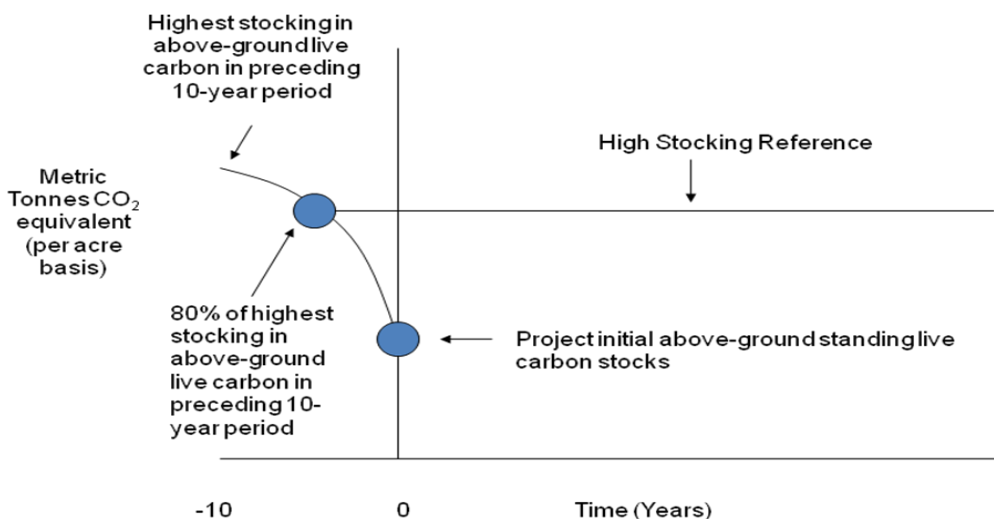 Highest stocking in
above-ground live
carbon in preceding
10-year period
High Stocking Reference
Metric
Tonnes CO₂
equivalent
(per acre
basis)
80% of highest
stocking in
above-ground
live carbon in
preceding 10-
year period
Project initial above-ground standing live
carbon stocks
-10
0
Time (Years)